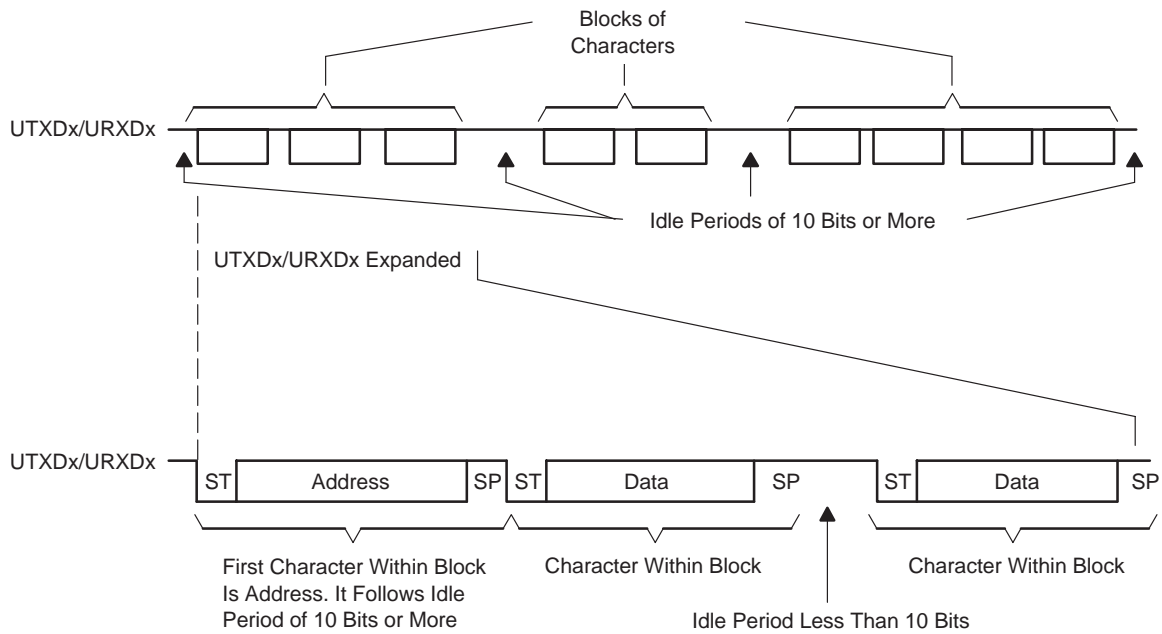 Blocks of
Characters
UTXDx/URXDx
Idle Periods of 10 Bits or More
UTXDx/URXDx Expanded
UTXDx/URXDx
ST
Address
SP
ST
Data
SP
ST
Data
SP
First Character Within Block
Is Address. It Follows Idle
Period of 10 Bits or More
Character Within Block
Idle Period Less Than 10 Bits
Character Within Block